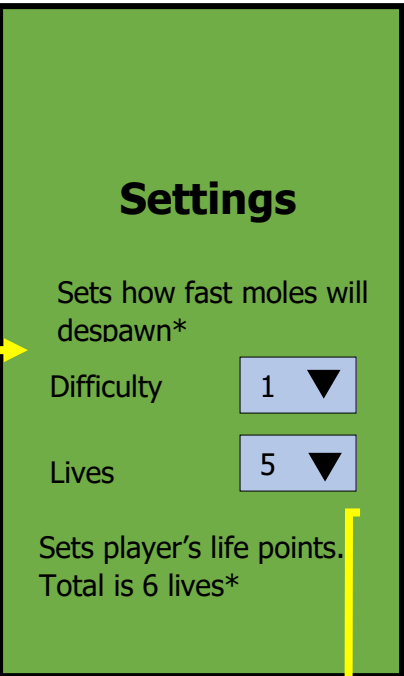 Settings
Sets how fast moles will
despawn*
Difficulty 1
Lives 5
Sets player’s life points.
Total is 6 lives*